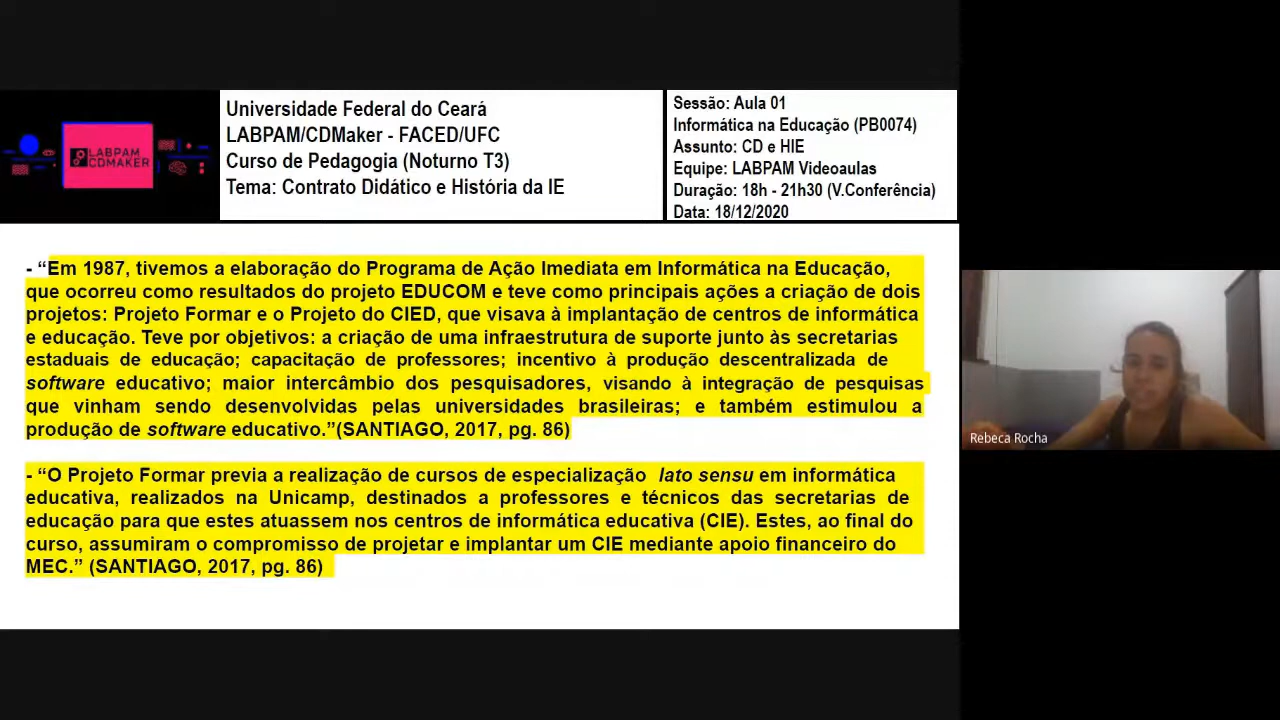 LABPAM
CDMAKER
Universidade Federal do Ceará
LABPAM/CDMaker - FACED/UFC
Curso de Pedagogia (Noturno T3)
Tema: Contrato Didático e História da IE
Sessão: Aula 01
Informática na Educação (PB0074)
Assunto: CD e HIE
Equipe: LABPAM Videoaulas
Duração: 18h - 21h30 (V.Conferência)
Data: 18/12/2020
- “Em 1987, tivemos a elaboração do Programa de Ação Imediata em Informática na Educação,
que ocorreu como resultados do projeto EDUCOM e teve como principais ações a criação de dois
projetos: Projeto Formar e o Projeto do CIED, que visava à implantação de centros de informática
e educação. Teve por objetivos: a criação de uma infraestrutura de suporte junto às secretarias
estaduais de educação; capacitação de professores; incentivo à produção descentralizada de
software educativo; maior intercâmbio dos pesquisadores, visando à integração de pesquisas
que vinham sendo desenvolvidas pelas universidades brasileiras; e também estimulou a
produção de software educativo.”(SANTIAGO, 2017, pg. 86)
- “O Projeto Formar previa a realização de cursos de especialização lato sensu em informática
educativa, realizados na Unicamp, destinados a professores e técnicos das secretarias de
educação para que estes atuassem nos centros de informática educativa (CIE). Estes, ao final do
curso, assumiram o compromisso de projetar e implantar um CIE mediante apoio financeiro do
MEC.” (SANTIAGO, 2017, pg. 86)
Rebeca Rocha